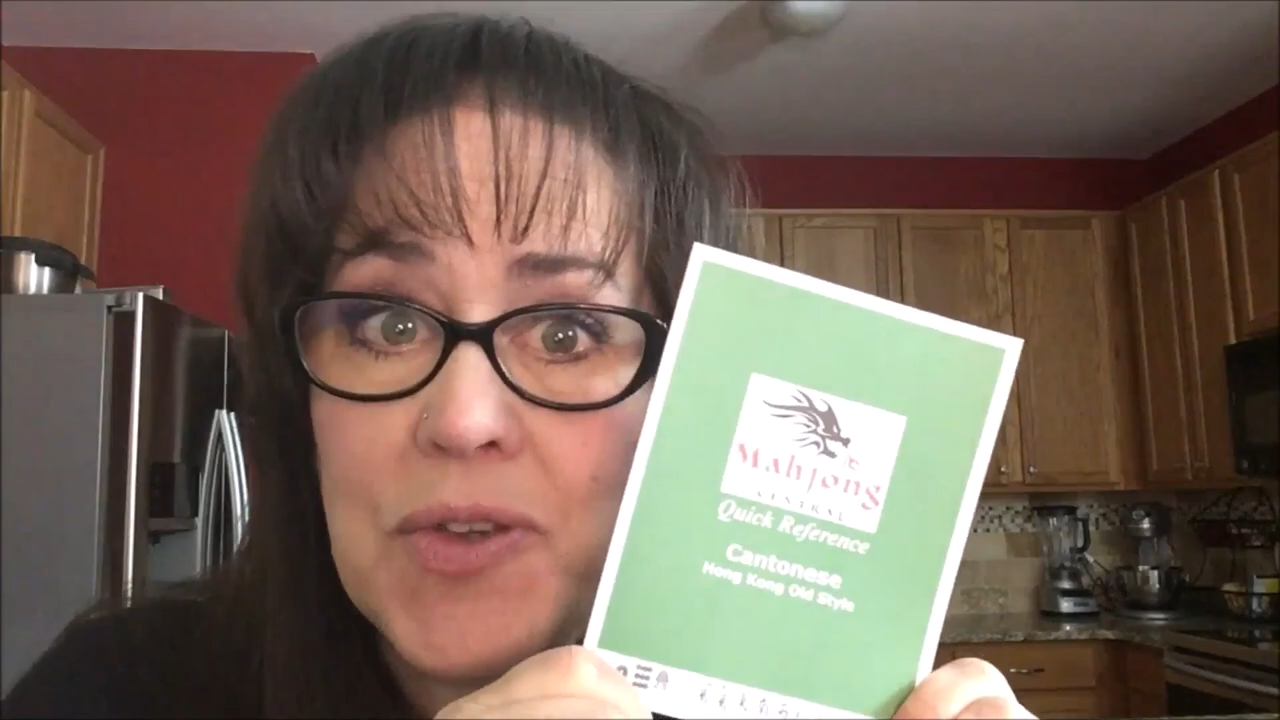 Mahjong
CENTRAL
Quick Reference
Cantonese
Hong Kong Old Style